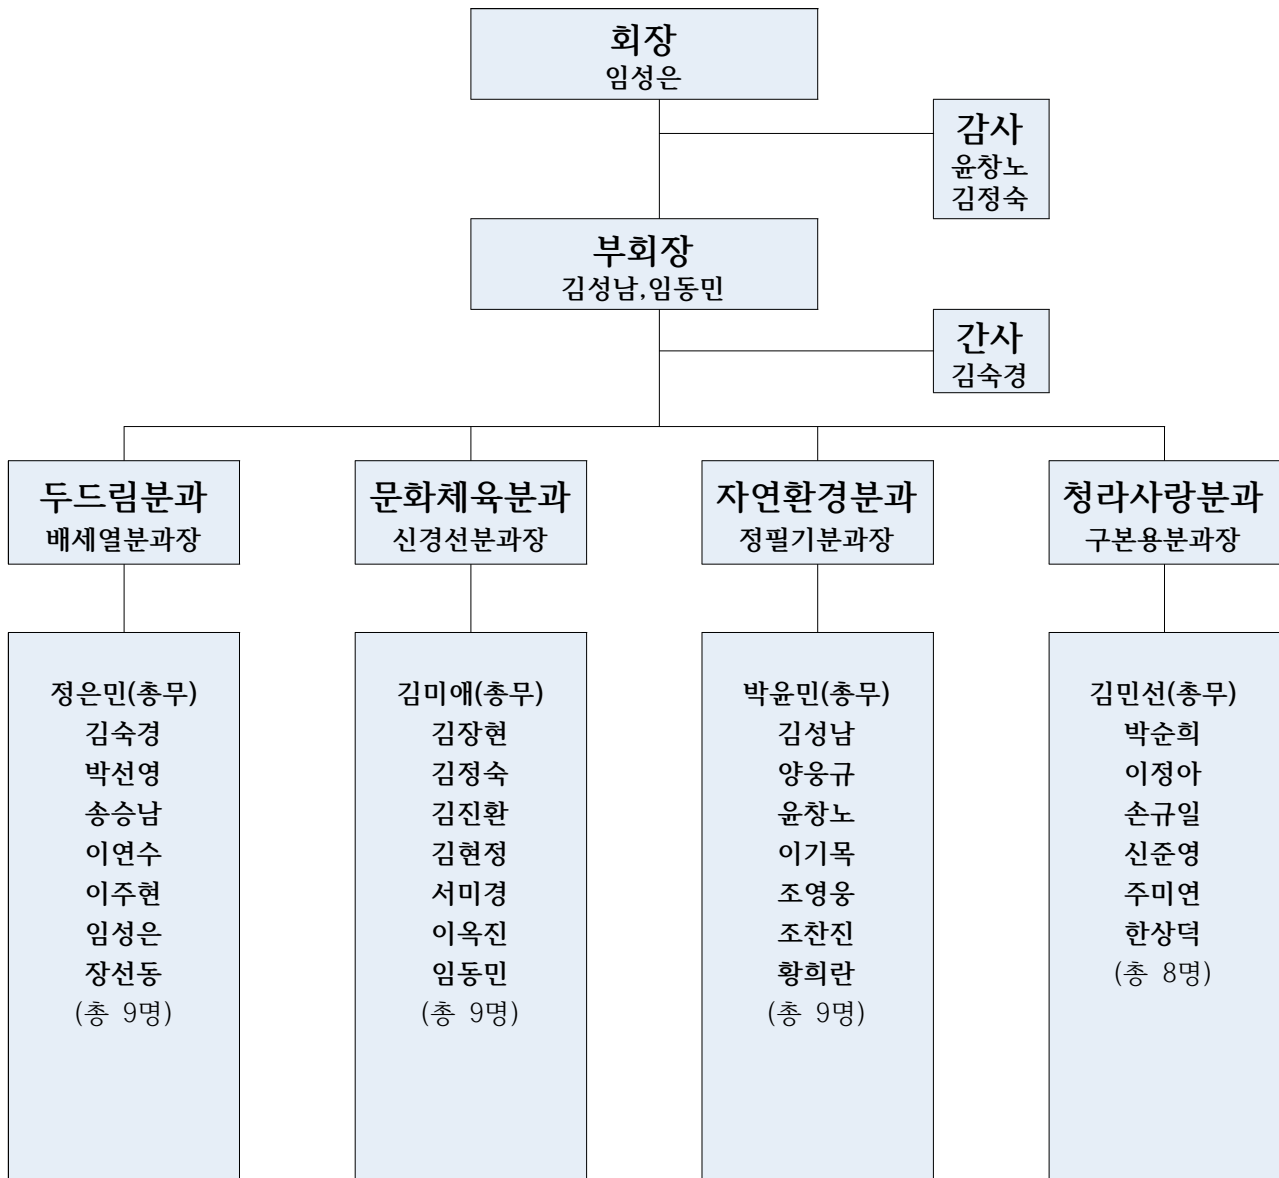 회장
임성은
감사
윤창노
김정숙
부회장
김성남,임동민
간사
김숙경
두드림분과
배세열분과장
문화체육분과
신경선분과장
자연환경분과
정필기분과장
청라사랑분과
구본용분과장
정은민(총무)
김숙경
박선영
송승남
이연수
이주현
임성은
장선동
(총 9명)
김미애(총무)
김장현
김정숙
김진환
김현정
서미경
이옥진
임동민
(총 9명)
박윤민(총무)
김성남
양웅규
윤창노
이기목
조영웅
조찬진
황희란
(총 9명)
김민선(총무)
박순희
이정아
손규일
신준영
주미연
한상덕
(총 8명)